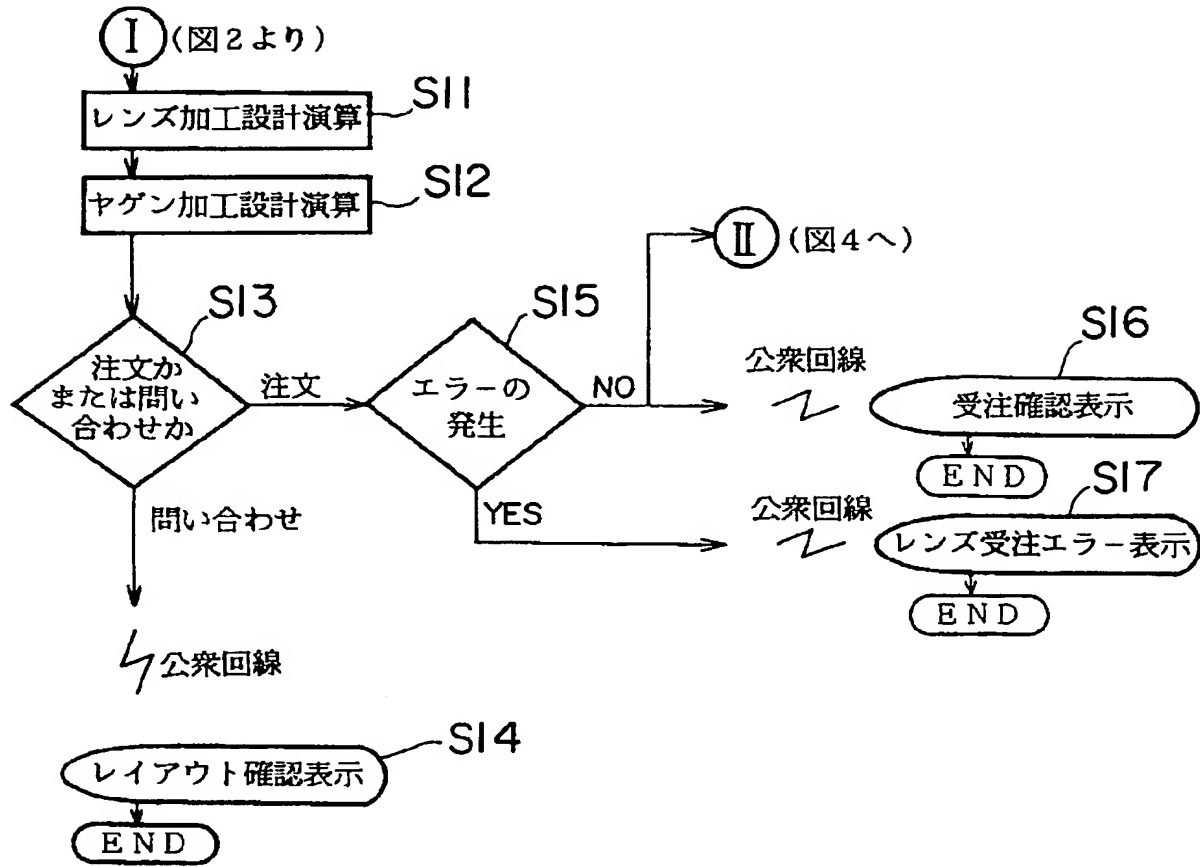 I (図2より)
S11
レンズ加工設計演算
S12
ヤゲン加工設計演算
II (図4へ)
S13
注文か
または問い
合わせか
注文
S15
エラーの
発生
NO
公衆回線
S16
受注確認表示
END
YES
公衆回線
S17
レンズ受注エラー表示
END
問い合わせ
公衆回線
S14
レイアウト確認表示
END